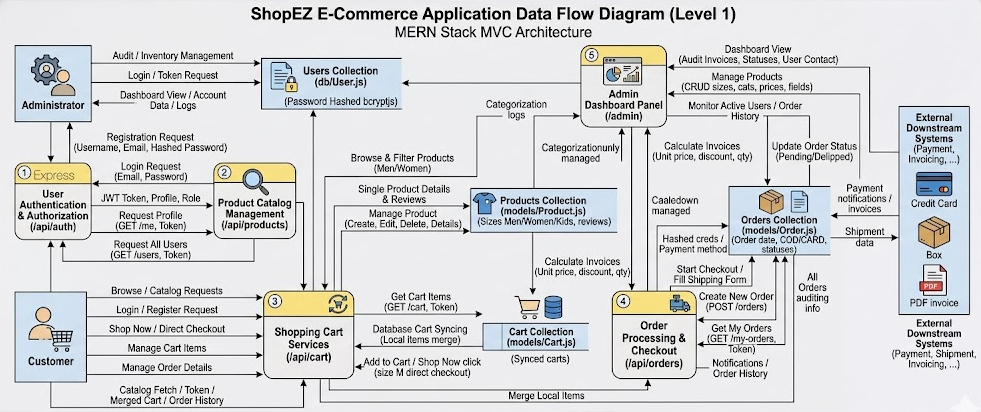 ShopEZ E-Commerce Application Data Flow Diagram (Level 1)
MERN Stack MVC Architecture
Administrator
Audit / Inventory Management
Login / Token Request
Dashboard View / Account
Data / Logs
Users Collection
(db/User.js)
(Password Hashed bcryptjs)
5
Admin
Dashboard Panel
(/admin)
Dashboard View
(Audit Invoices, Statuses, User Contact)
Manage Products
(CRUD sizes, cats, prices, fields)
Monitor Active Users / Order
History
Registration Request
(Username, Email, Hashed Password)
1 Express
User
Authentication
& Authorization
(/api/auth)
Login Request
(Email, Password)
JWT Token, Profile, Role
Request Profile
(GET /me, Token)
Request All Users
(GET /users, Token)
2
Product Catalog
Management
(/api/products)
Categorization
logs
Browse & Filter Products
(Men/Women)
Single Product Details
& Reviews
Manage Product
(Create, Edit, Delete, Details)
Products Collection
(models/Product.js)
(Sizes Men/Women/Kids, reviews)
Categorizationunly
managed
Calculate Invoices
(Unit price, discount, qty)
Update Order Status
(Pending/Delipped)
Caaledown
managed
Hashed creds /
Payment method
Orders Collection
(models/Order.js)
(Order date, COD/CARD,
statuses)
Payment
notifications /
invoices
Shipment
data
External
Downstream
Systems
(Payment,
Invoicing, ...)
Credit Card
Box
PDF
PDF invoice
External Downstream
Systems
(Payment, Shipment,
Invoicing, ...)
Calculate Invoices
(Unit price, discount, qty)
Customer
Browse / Catalog Requests
Login / Register Request
Shop Now / Direct Checkout
Manage Cart Items
Manage Order Details
Catalog Fetch / Token /
Merged Cart / Order History
3
Shopping Cart
Services
(/api/cart)
Get Cart Items
(GET /cart, Token)
Database Cart Syncing
(Local items merge)
Add to Cart / Shop Now click
(size M direct checkout)
Cart Collection
(models/Cart.js)
(Synced carts)
4
Order
Processing &
Checkout
(/api/orders)
Start Checkout /
Fill Shipping Form
Create New Order
(POST /orders)
Get My Orders
(GET /my-orders,
Token)
Notifications /
Order History
All
Orders
auditing
info
Merge Local Items